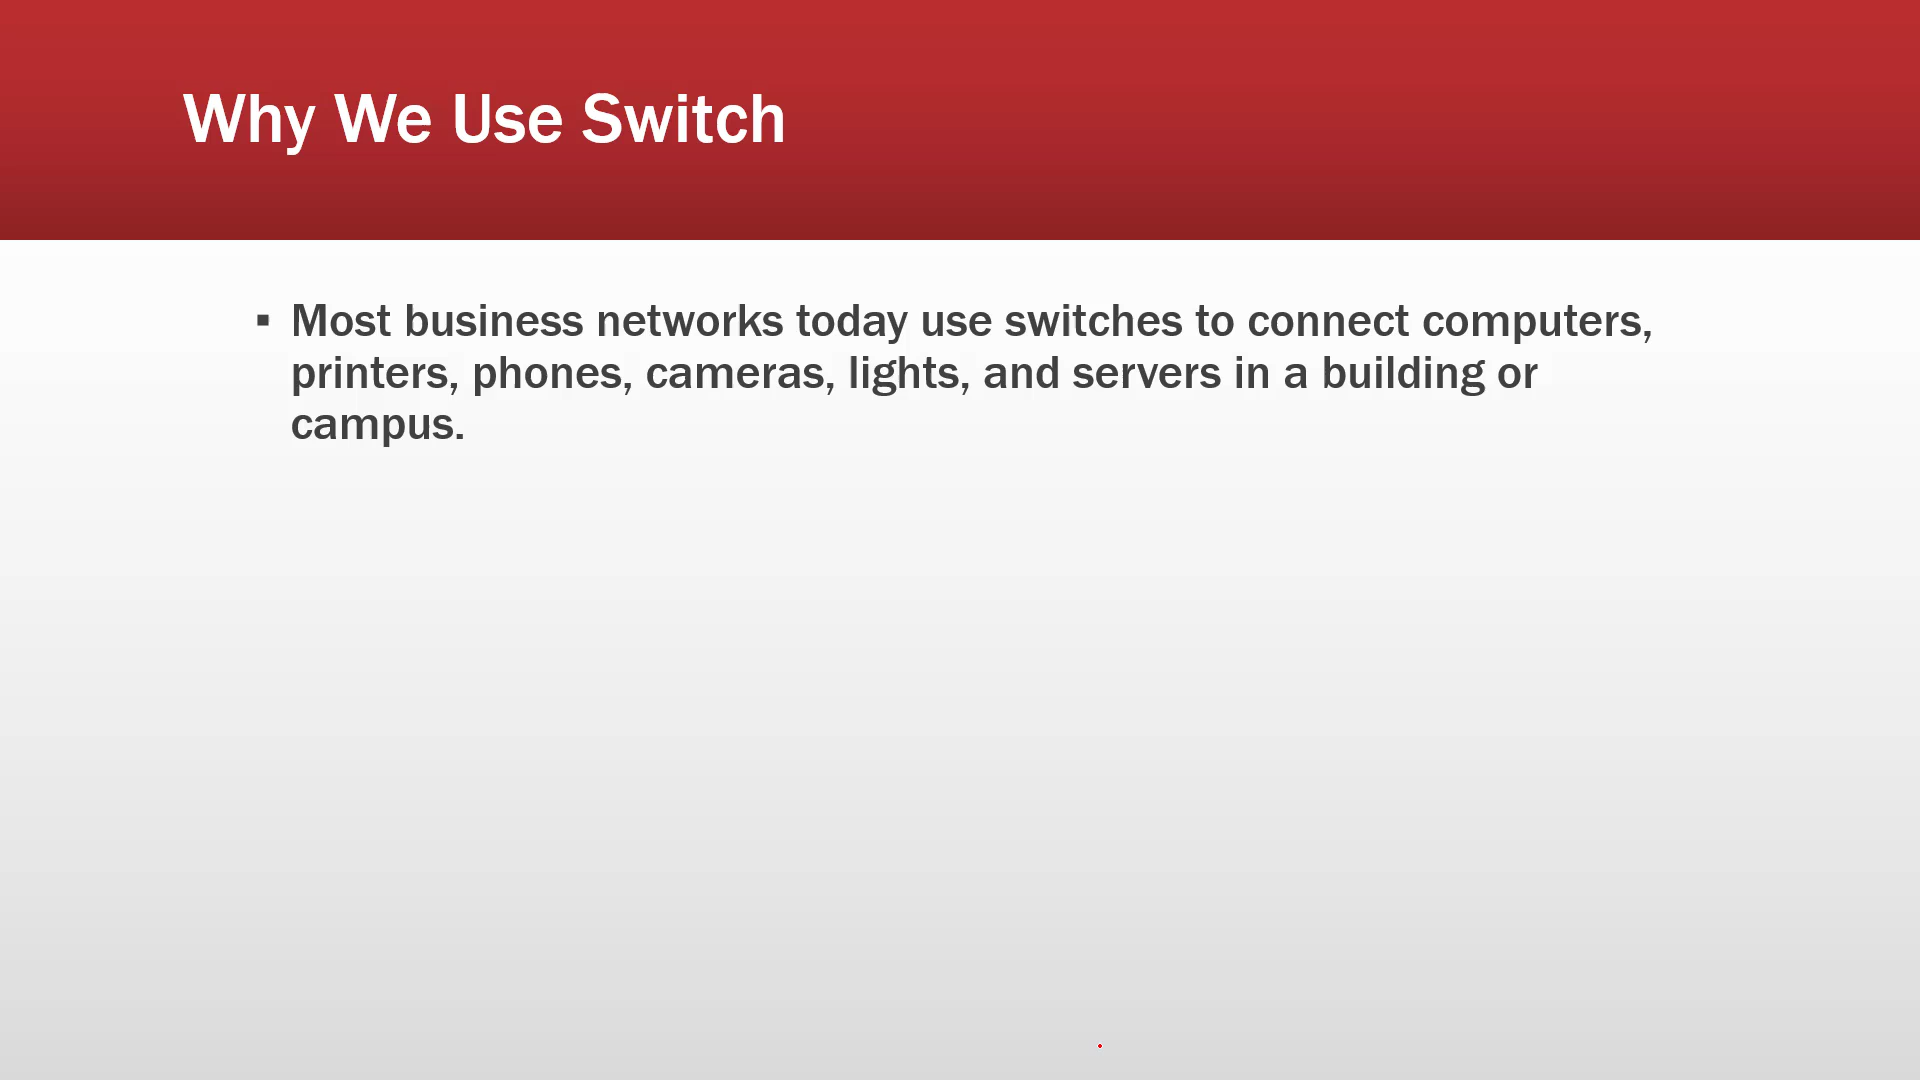 Why We Use Switch
▪ Most business networks today use switches to connect computers,
printers, phones, cameras, lights, and servers in a building or
campus.